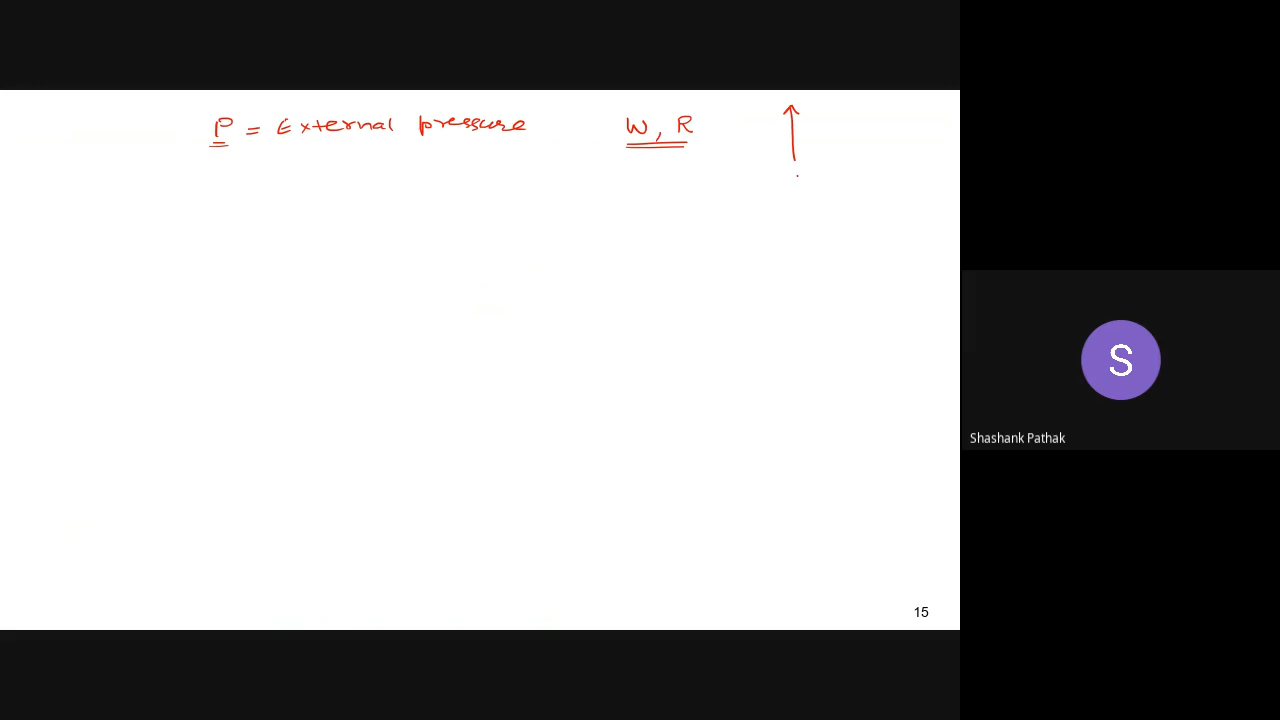 P = External pressure W, R ↑
S
Shashank Pathak
15